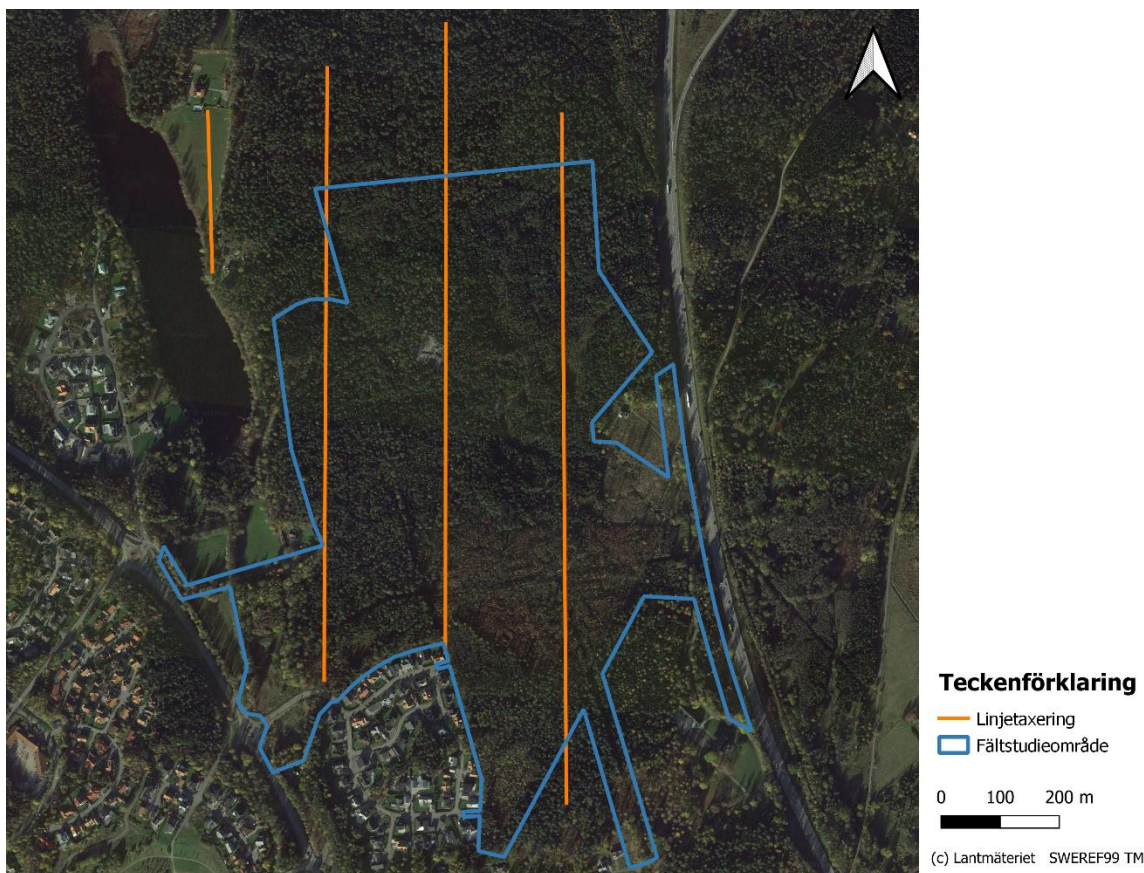 Teckenförklaring
Linjetaxering
Fältstudieområde
0 100 200 m
(c) Lantmäteriet SWEREF99 TM